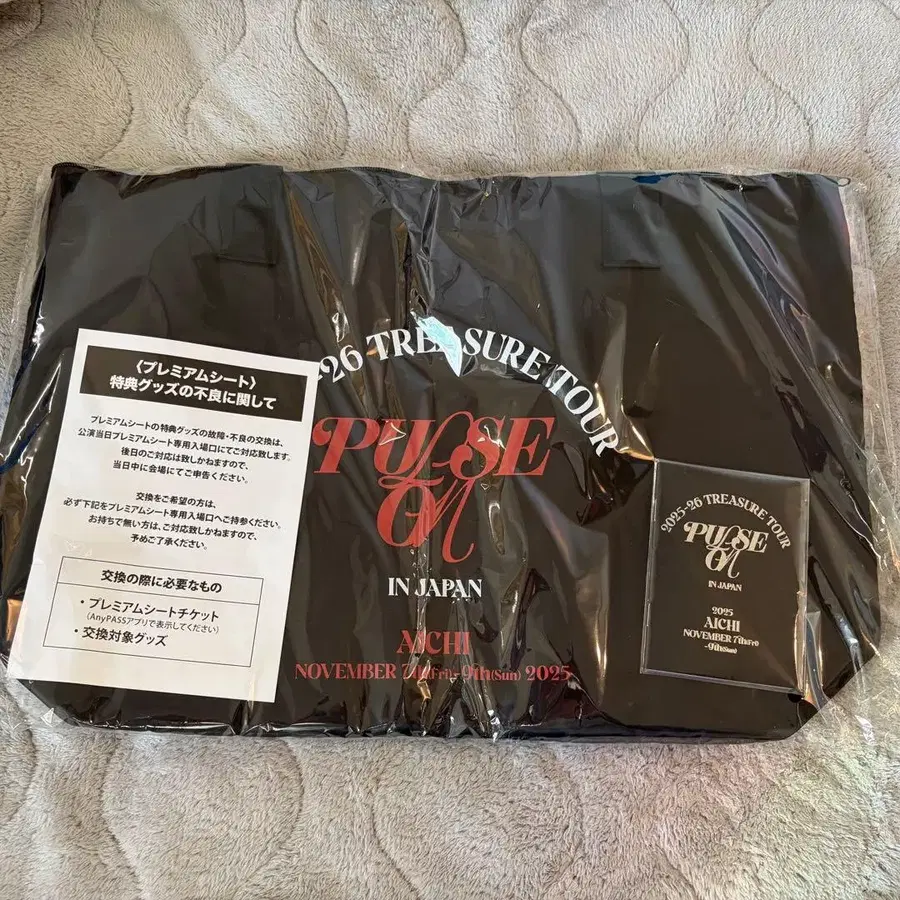 〈プレミアムシート〉
特典グッズの不良に関して
プレミアムシートの特典グッズの故障・不良の交換は、
公演当日プレミアムシート専用入場口にてご対応致します。
後日のご対応は致しかねますので、
当日中に会場にてご申告ください。
交換をご希望の方は、
必ず下記をプレミアムシート専用入場口へご持参ください。
お持ちで無い方は、ご対応致しかねますので、
予めご了承ください。
交換の際に必要なもの
・プレミアムシートチケット
（AnyPASSアプリで表示してください）
・交換対象グッズ
-26 TREASURE TOUR
PULSE
ON
IN JAPAN
AICHI
NOVEMBER 7th(Fri)-9th(Sun) 2025
2025-26 TREASURE TOUR
PULSE
ON
IN JAPAN
2025
AICHI
NOVEMBER 7th(Fri)
-9th(Sun)